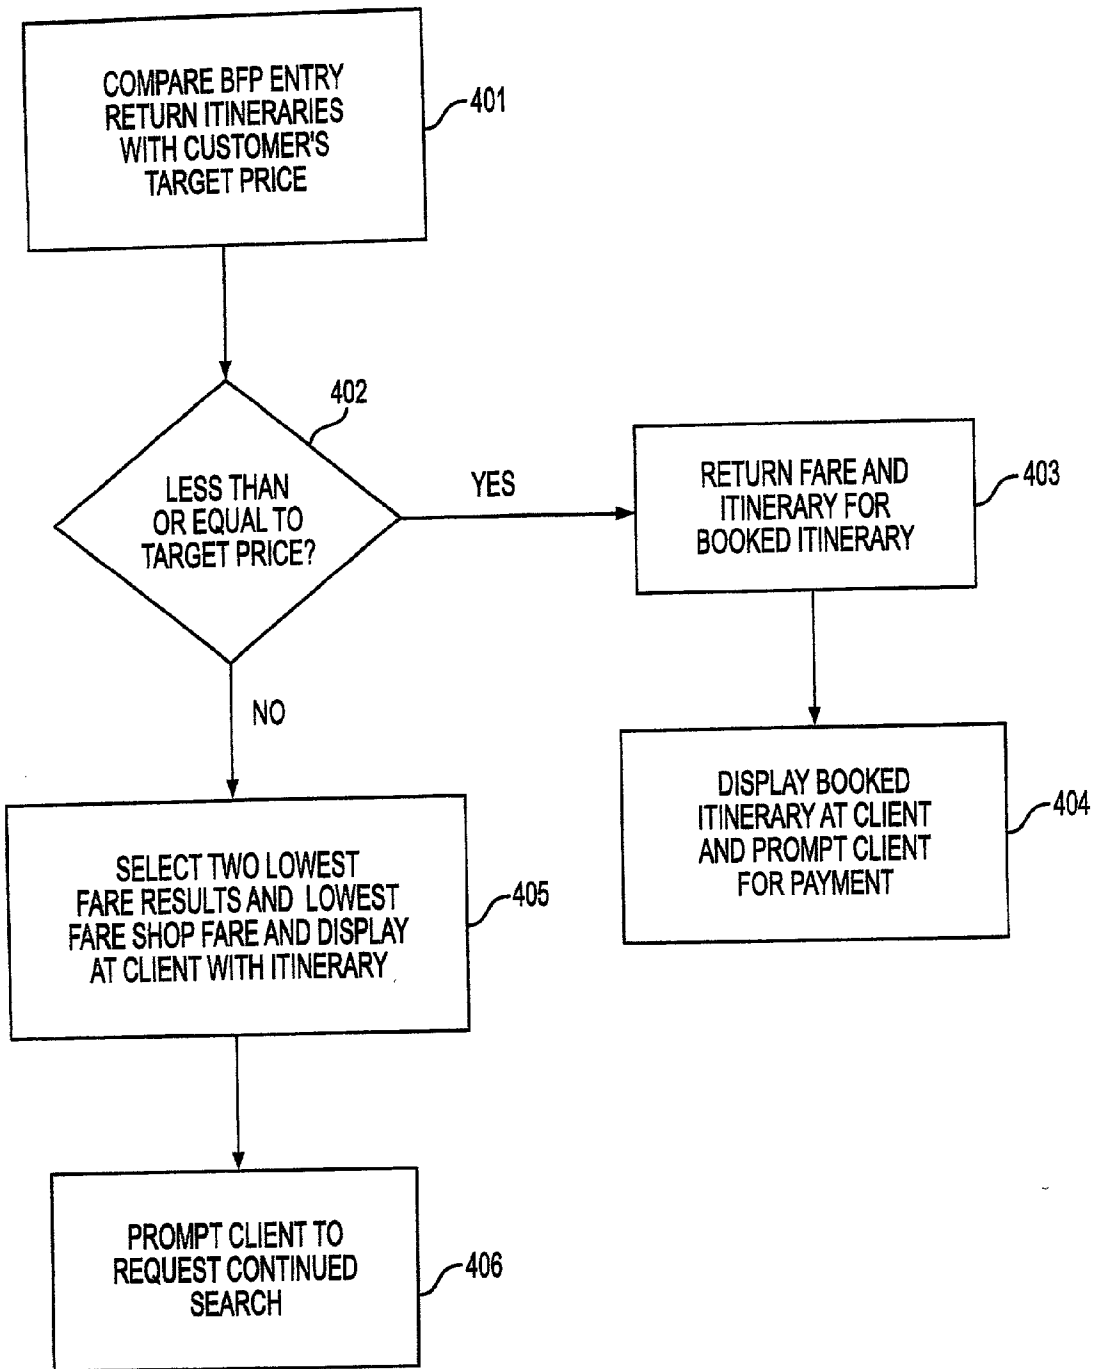 COMPARE BFP ENTRY
RETURN ITINERARIES
WITH CUSTOMER'S
TARGET PRICE
401
402
LESS THAN
OR EQUAL TO
TARGET PRICE?
YES
RETURN FARE AND
ITINERARY FOR
BOOKED ITINERARY
403
NO
DISPLAY BOOKED
ITINERARY AT CLIENT
AND PROMPT CLIENT
FOR PAYMENT
404
SELECT TWO LOWEST
FARE RESULTS AND LOWEST
FARE SHOP FARE AND DISPLAY
AT CLIENT WITH ITINERARY
405
PROMPT CLIENT TO
REQUEST CONTINUED
SEARCH
406